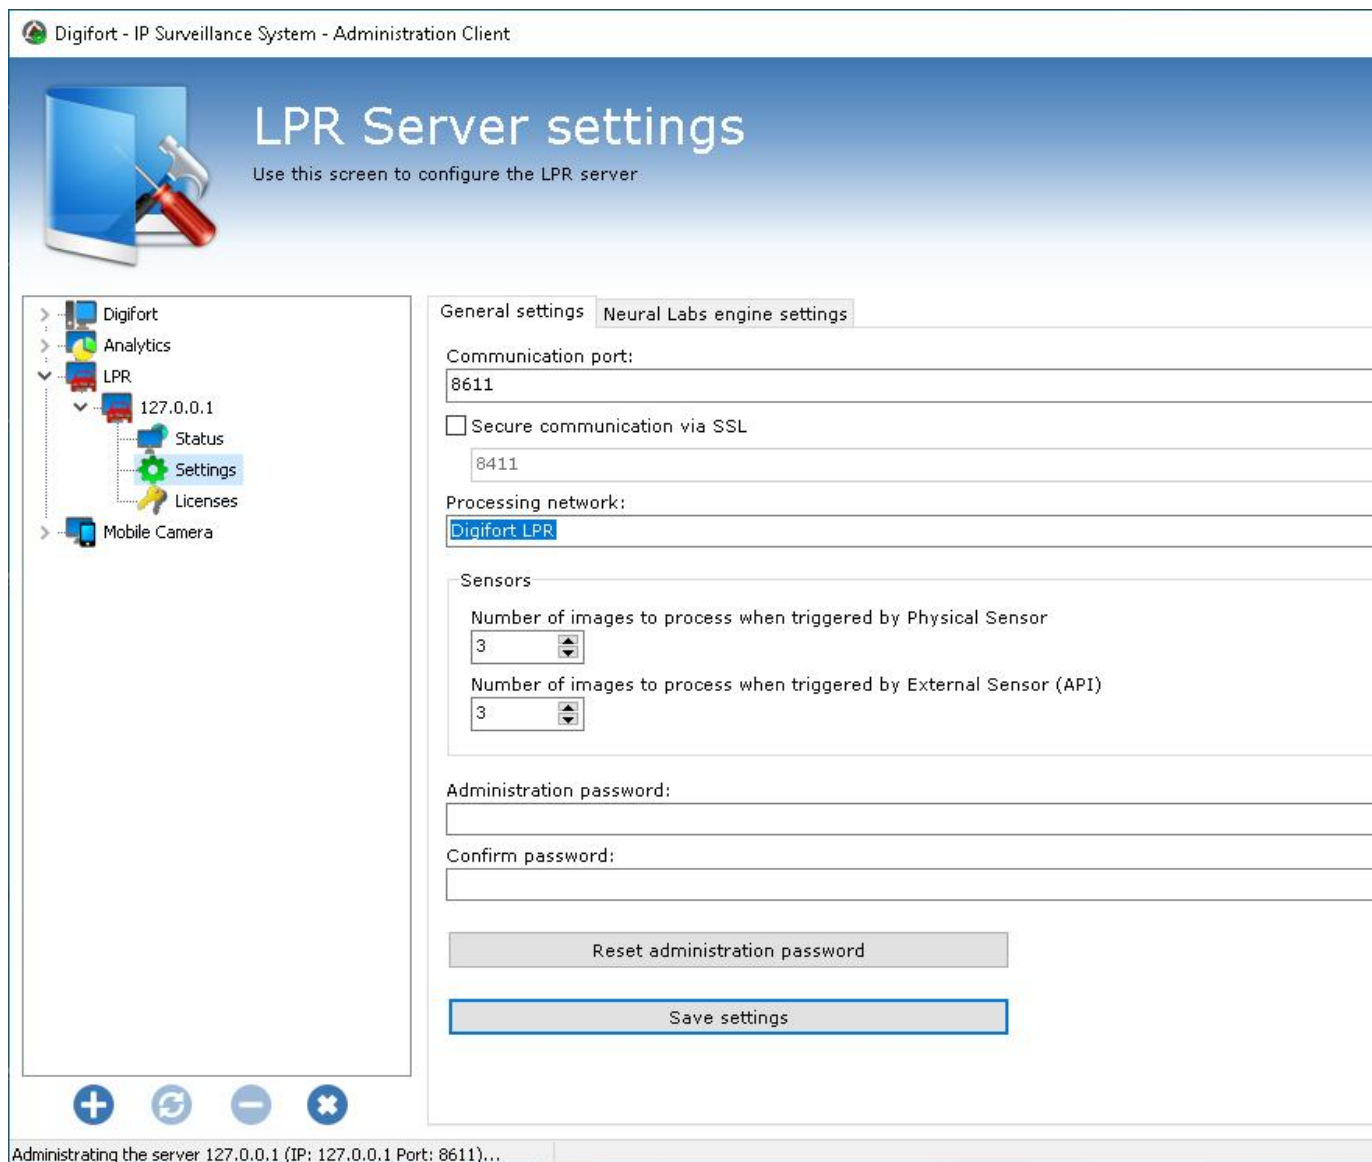 Digifort - IP Surveillance System - Administration Client
LPR Server settings
Use this screen to configure the LPR server
Digifort
Analytics
LPR
127.0.0.1
Status
Settings
Licenses
Mobile Camera
General settings
Neural Labs engine settings
Communication port:
8611
Secure communication via SSL
8411
Processing network:
Digifort LPR
Sensors
Number of images to process when triggered by Physical Sensor
3
Number of images to process when triggered by External Sensor (API)
3
Administration password:
Confirm password:
Reset administration password
Save settings
Administrating the server 127.0.0.1 (IP: 127.0.0.1 Port: 8611)...